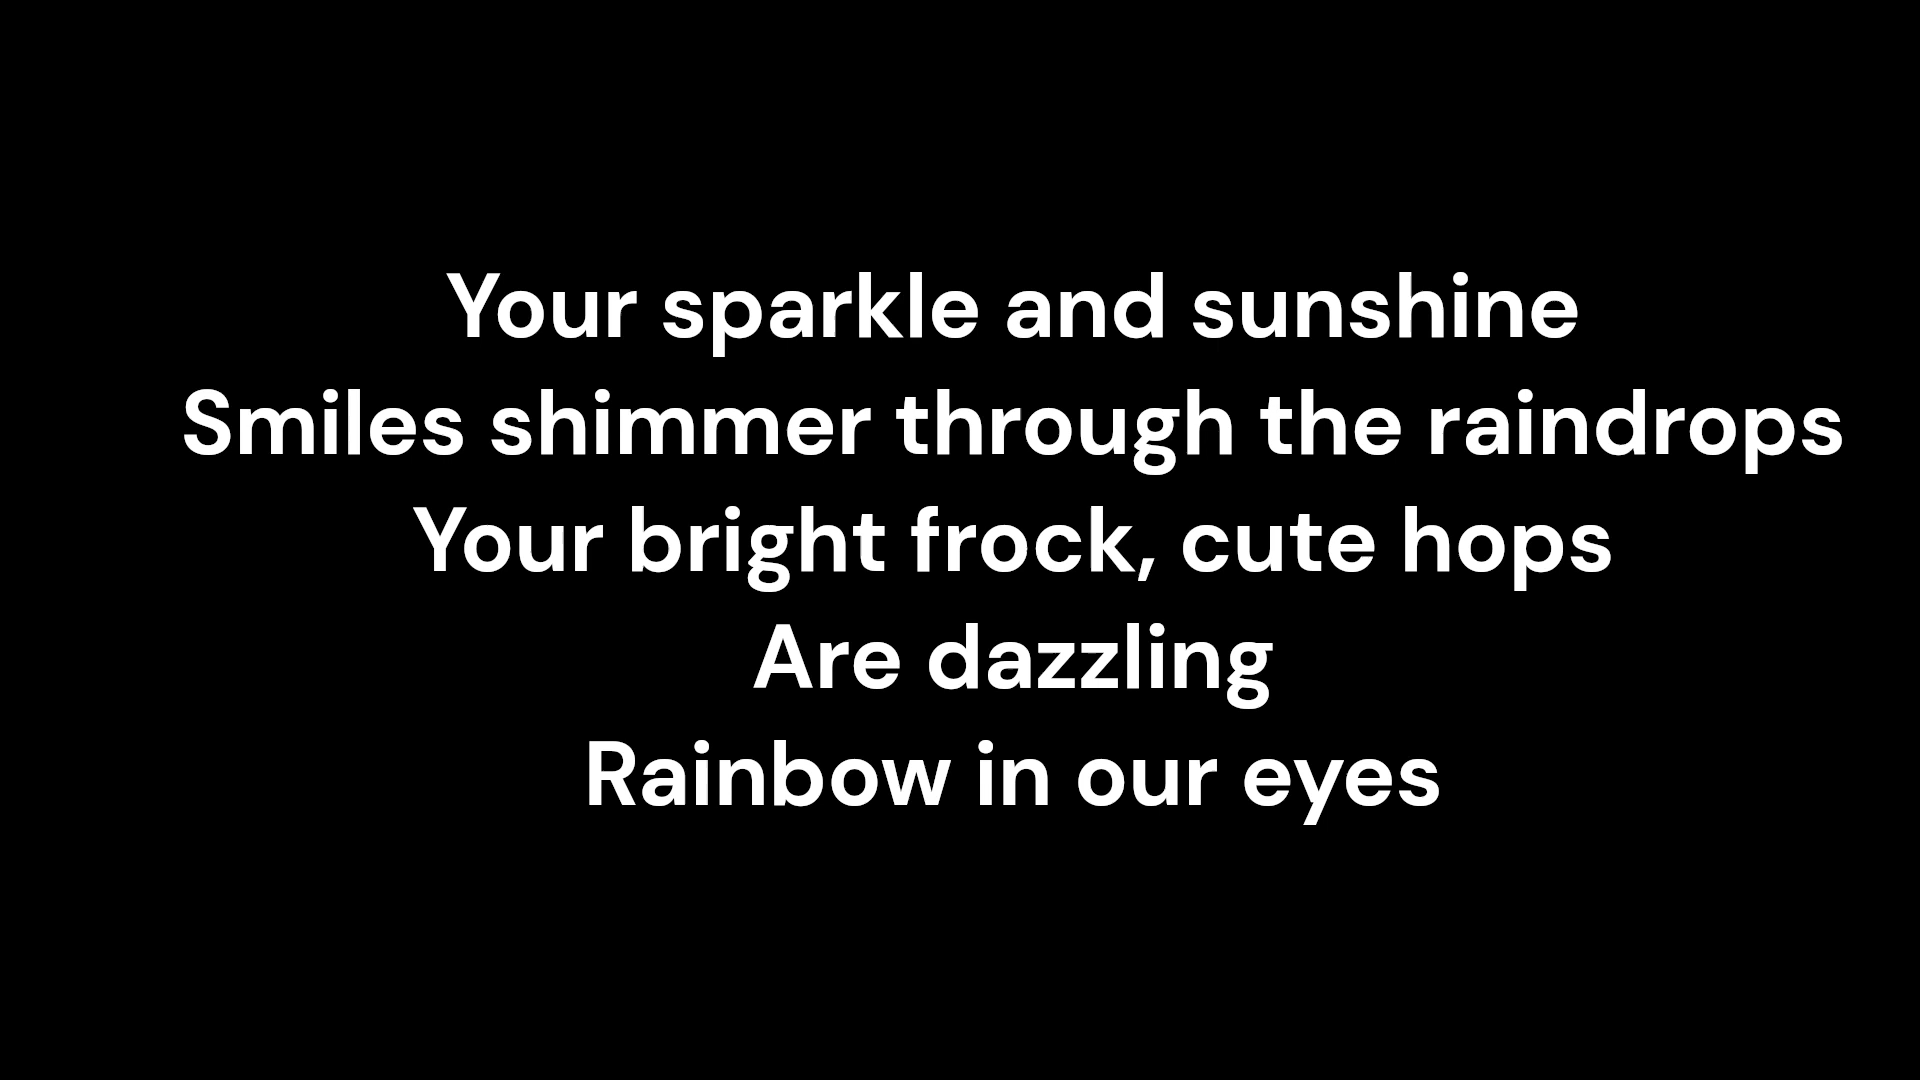 Your sparkle and sunshine
Smiles shimmer through the raindrops
Your bright frock, cute hops
Are dazzling
Rainbow in our eyes